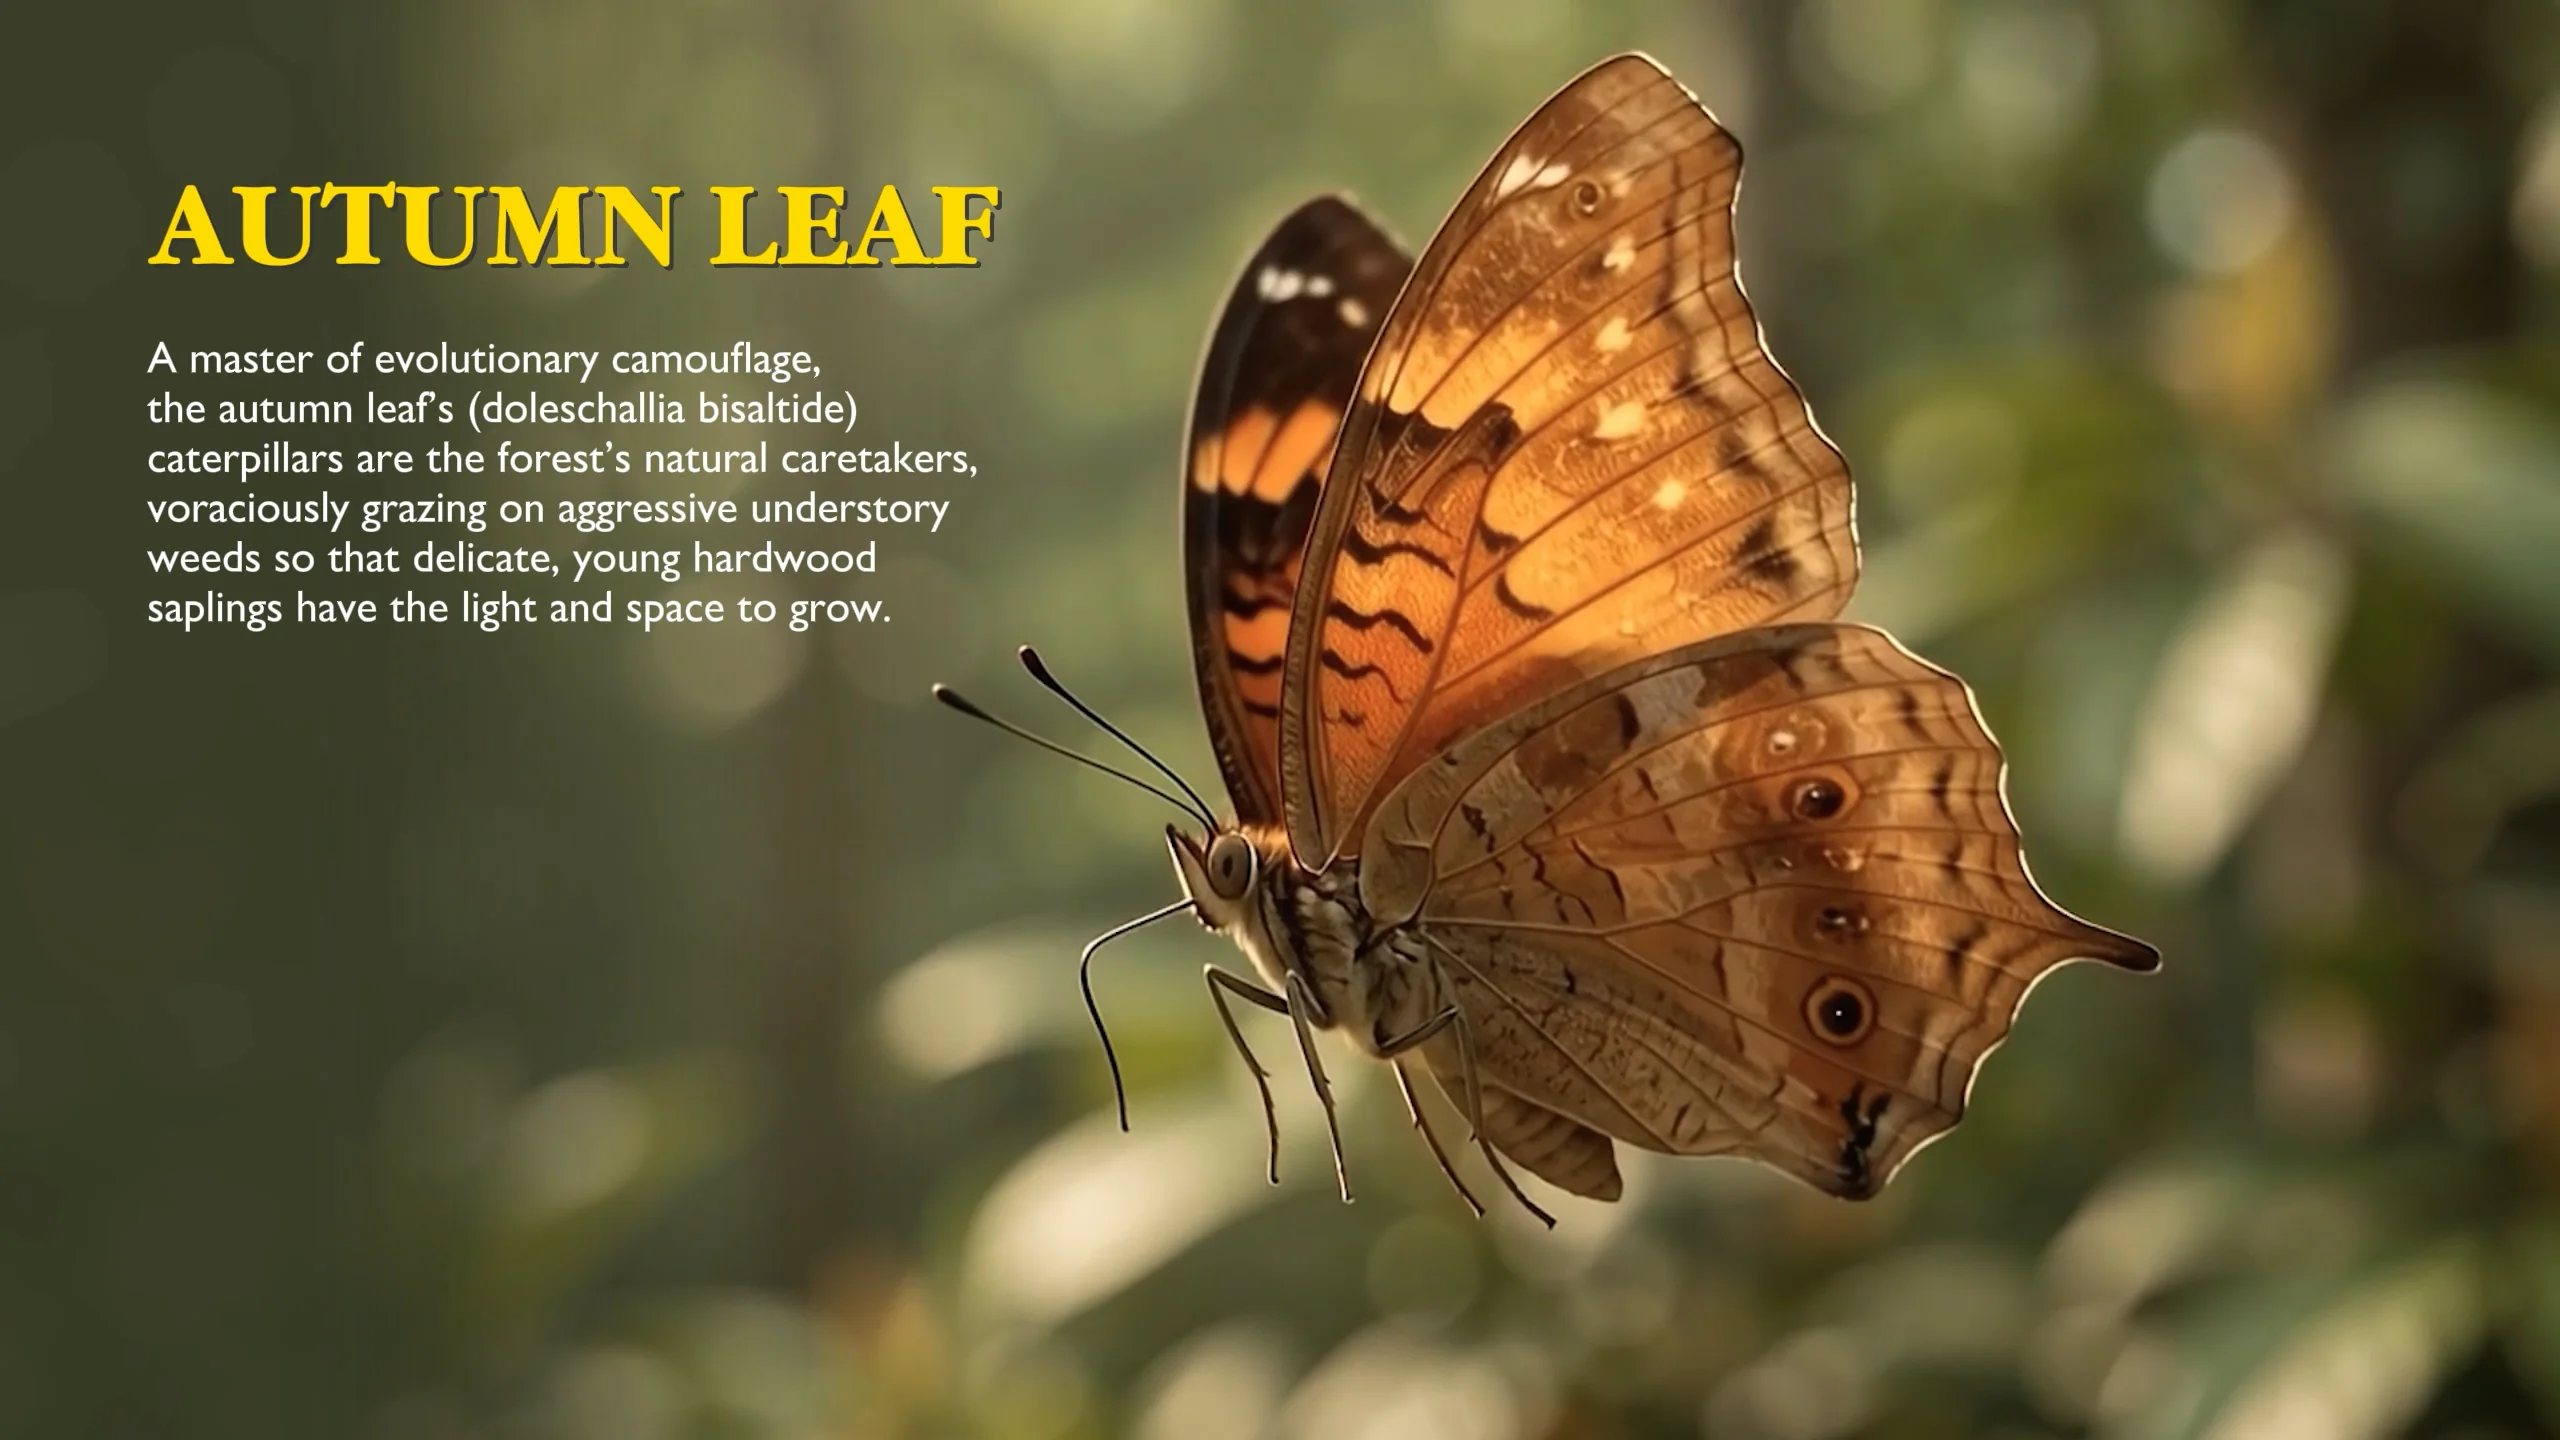 AUTUMN LEAF
A master of evolutionary camouflage,
the autumn leaf’s (doleschallia bisaltide)
caterpillars are the forest’s natural caretakers,
voraciously grazing on aggressive understory
weeds so that delicate, young hardwood
saplings have the light and space to grow.